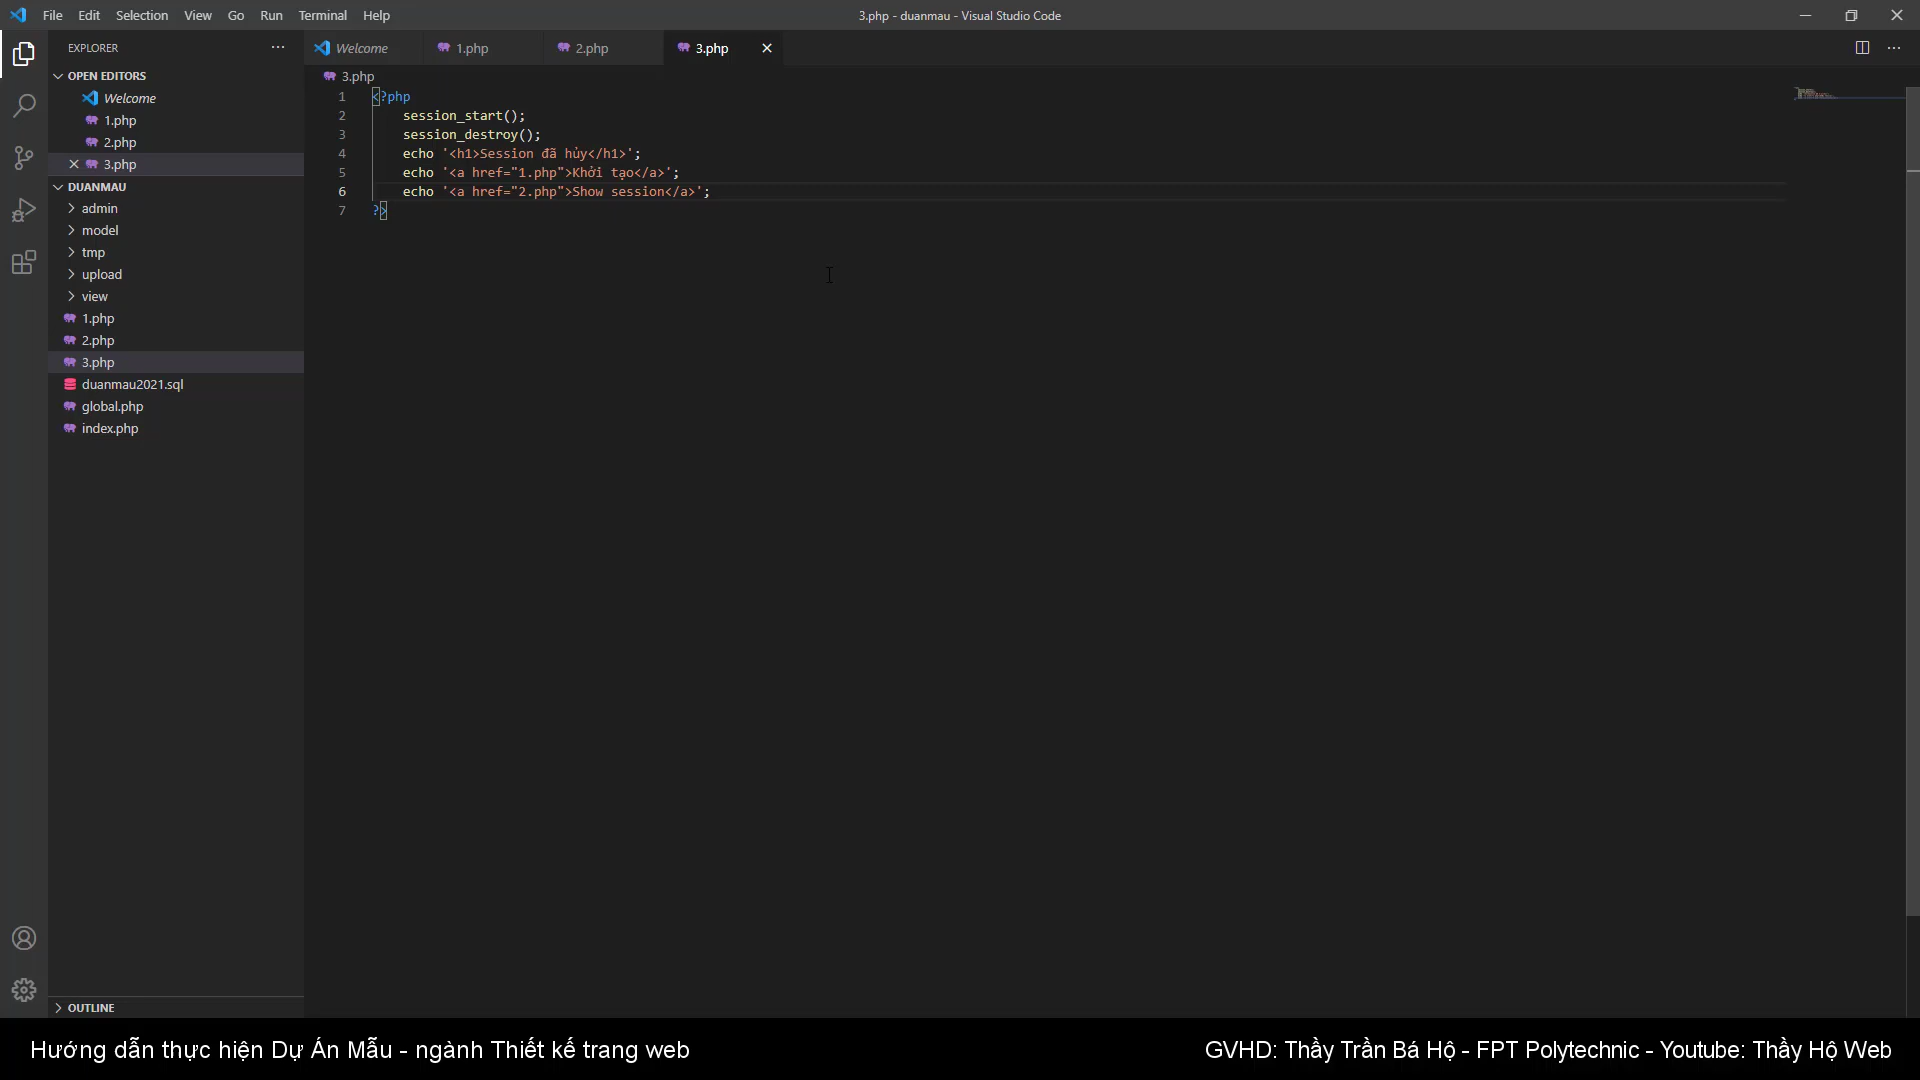 File Edit Selection View Go Run Terminal Help
3.php - duanmau - Visual Studio Code
EXPLORER
OPEN EDITORS
Welcome
1.php
2.php
3.php
DUANMAU
admin
model
tmp
upload
view
1.php
2.php
3.php
duanmau2021.sql
global.php
index.php
OUTLINE
Welcome 1.php 2.php 3.php
3.php
1 <?php
2 session_start();
3 session_destroy();
4 echo '<h1>Session đã hủy</h1>';
5 echo '<a href="1.php">Khởi tạo</a>';
6 echo '<a href="2.php">Show session</a>';
7 ?>
Hướng dẫn thực hiện Dự Án Mẫu - ngành Thiết kế trang web
GVHD: Thầy Trần Bá Hộ - FPT Polytechnic - Youtube: Thầy Hộ Web